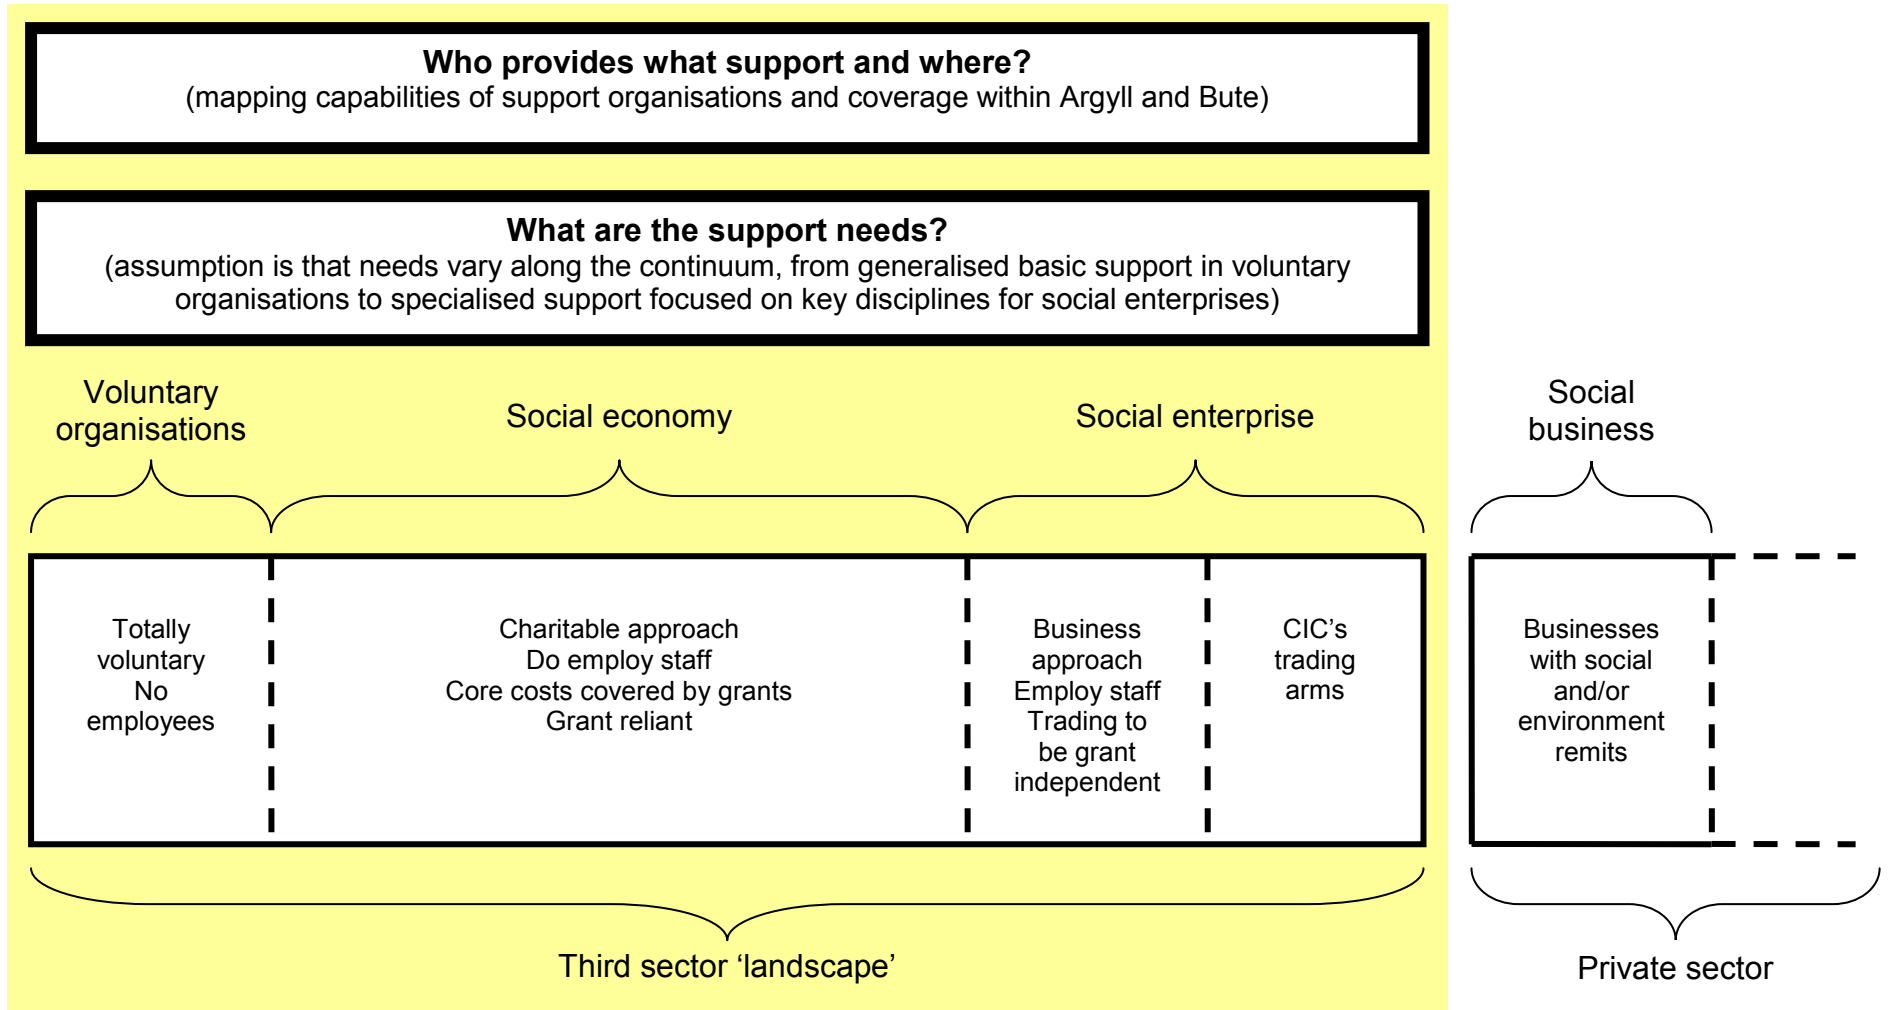 Who provides what support and where?
(mapping capabilities of support organisations and coverage within Argyll and Bute)
What are the support needs?
(assumption is that needs vary along the continuum, from generalised basic support in voluntary
organisations to specialised support focused on key disciplines for social enterprises)
Voluntary
organisations
Social economy
Social enterprise
Social
business
Totally
voluntary
No
employees
Charitable approach
Do employ staff
Core costs covered by grants
Grant reliant
Business
approach
Employ staff
Trading to
be grant
independent
CIC’s
trading
arms
Businesses
with social
and/or
environment
remits
Third sector ‘landscape’
Private sector